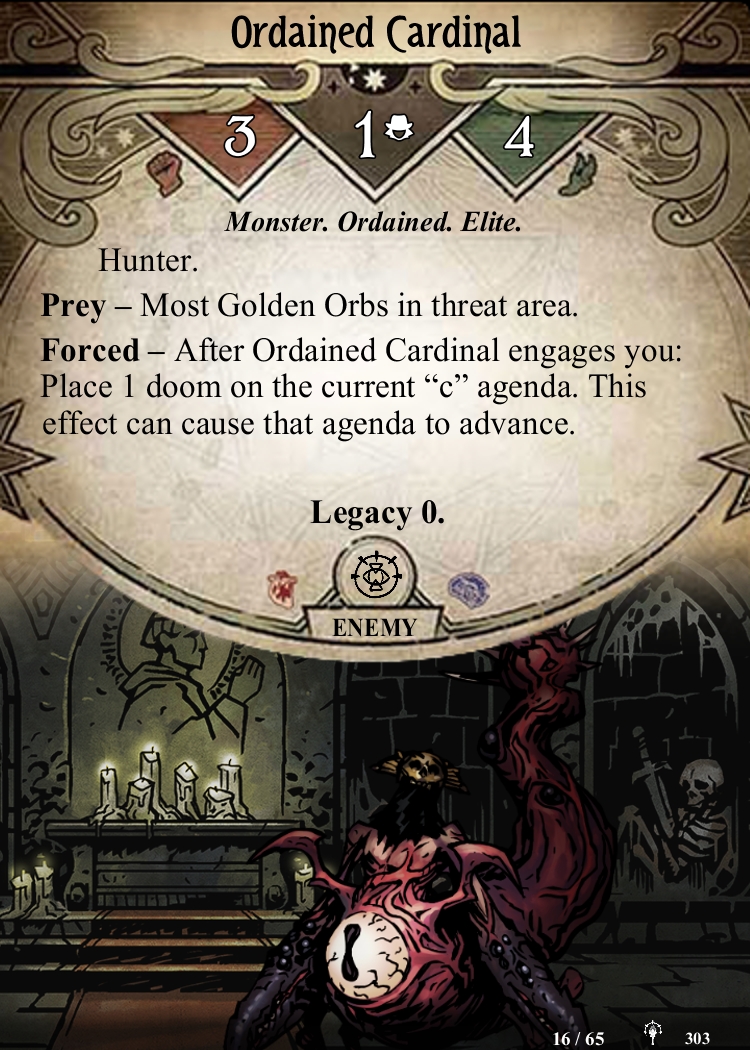 Ordained Cardinal
3 1 4
Monster. Ordained. Elite.
Hunter.
Prey – Most Golden Orbs in threat area.
Forced – After Ordained Cardinal engages you:
Place 1 doom on the current “c” agenda. This
effect can cause that agenda to advance.
Legacy 0.
ENEMY
16 / 65 303